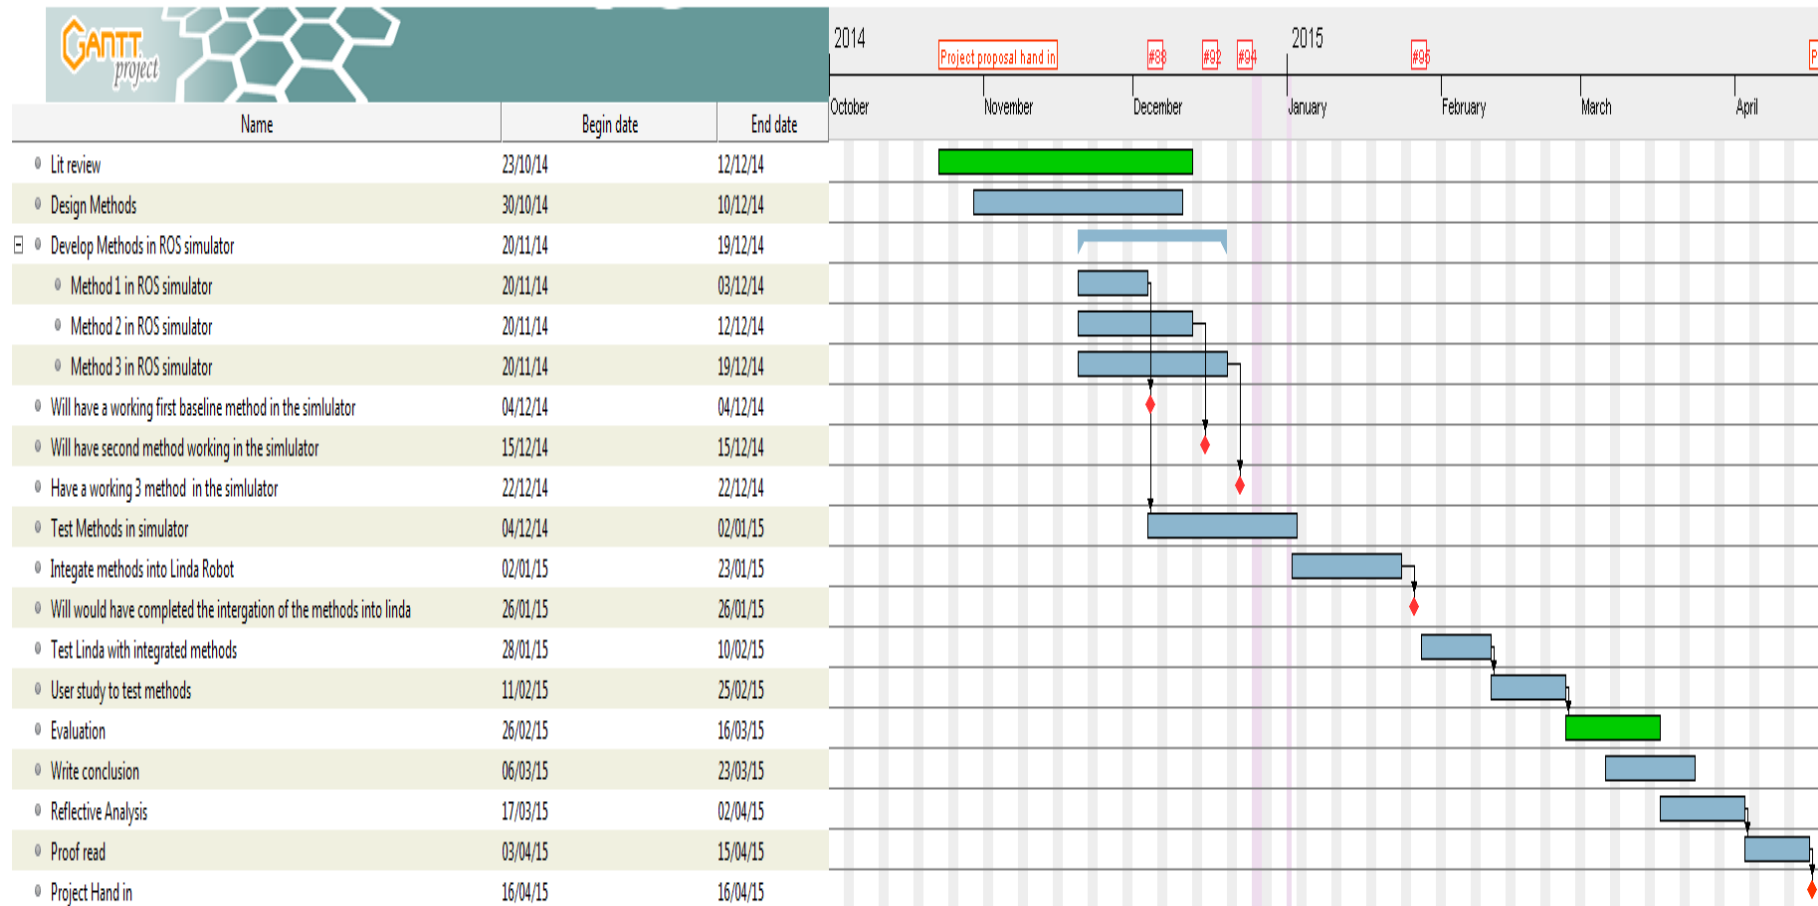 GANTT
project
2014
2015
Project proposal hand in
#88
#92
#94
#95
P
October
November
December
January
February
March
April
Name
Begin date
End date
Lit review 23/10/14 12/12/14
Design Methods 30/10/14 10/12/14
Develop Methods in ROS simulator 20/11/14 19/12/14
Method 1 in ROS simulator 20/11/14 03/12/14
Method 2 in ROS simulator 20/11/14 12/12/14
Method 3 in ROS simulator 20/11/14 19/12/14
Will have a working first baseline method in the simlulator 04/12/14 04/12/14
Will have second method working in the simlulator 15/12/14 15/12/14
Have a working 3 method in the simlulator 22/12/14 22/12/14
Test Methods in simulator 04/12/14 02/01/15
Integate methods into Linda Robot 02/01/15 23/01/15
Will would have completed the intergation of the methods into linda 26/01/15 26/01/15
Test Linda with integrated methods 28/01/15 10/02/15
User study to test methods 11/02/15 25/02/15
Evaluation 26/02/15 16/03/15
Write conclusion 06/03/15 23/03/15
Reflective Analysis 17/03/15 02/04/15
Proof read 03/04/15 15/04/15
Project Hand in 16/04/15 16/04/15